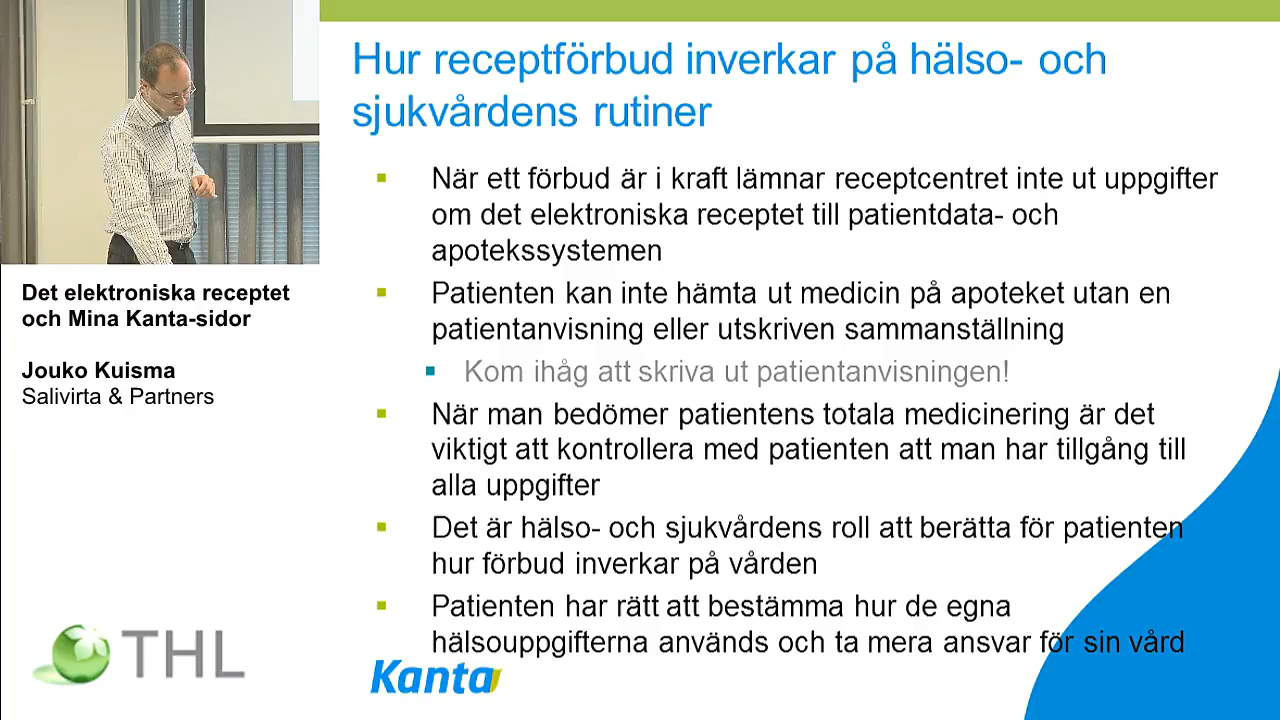 Hur receptförbud inverkar på hälso- och
sjukvårdens rutiner
När ett förbud är i kraft lämnar receptcentret inte ut uppgifter
om det elektroniska receptet till patientdata- och
apotekssystemen
Patienten kan inte hämta ut medicin på apoteket utan en
patientanvisning eller utskriven sammanställning
Kom ihåg att skriva ut patientanvisningen!
När man bedömer patientens totala medicinering är det
viktigt att kontrollera med patienten att man har tillgång till
alla uppgifter
Det är hälso- och sjukvårdens roll att berätta för patienten
hur förbud inverkar på vården
Patienten har rätt att bestämma hur de egna
hälsouppgifterna används och ta mera ansvar för sin vård
Det elektroniska receptet
och Mina Kanta-sidor
Jouko Kuisma
Salivirta & Partners
THL
Kanta